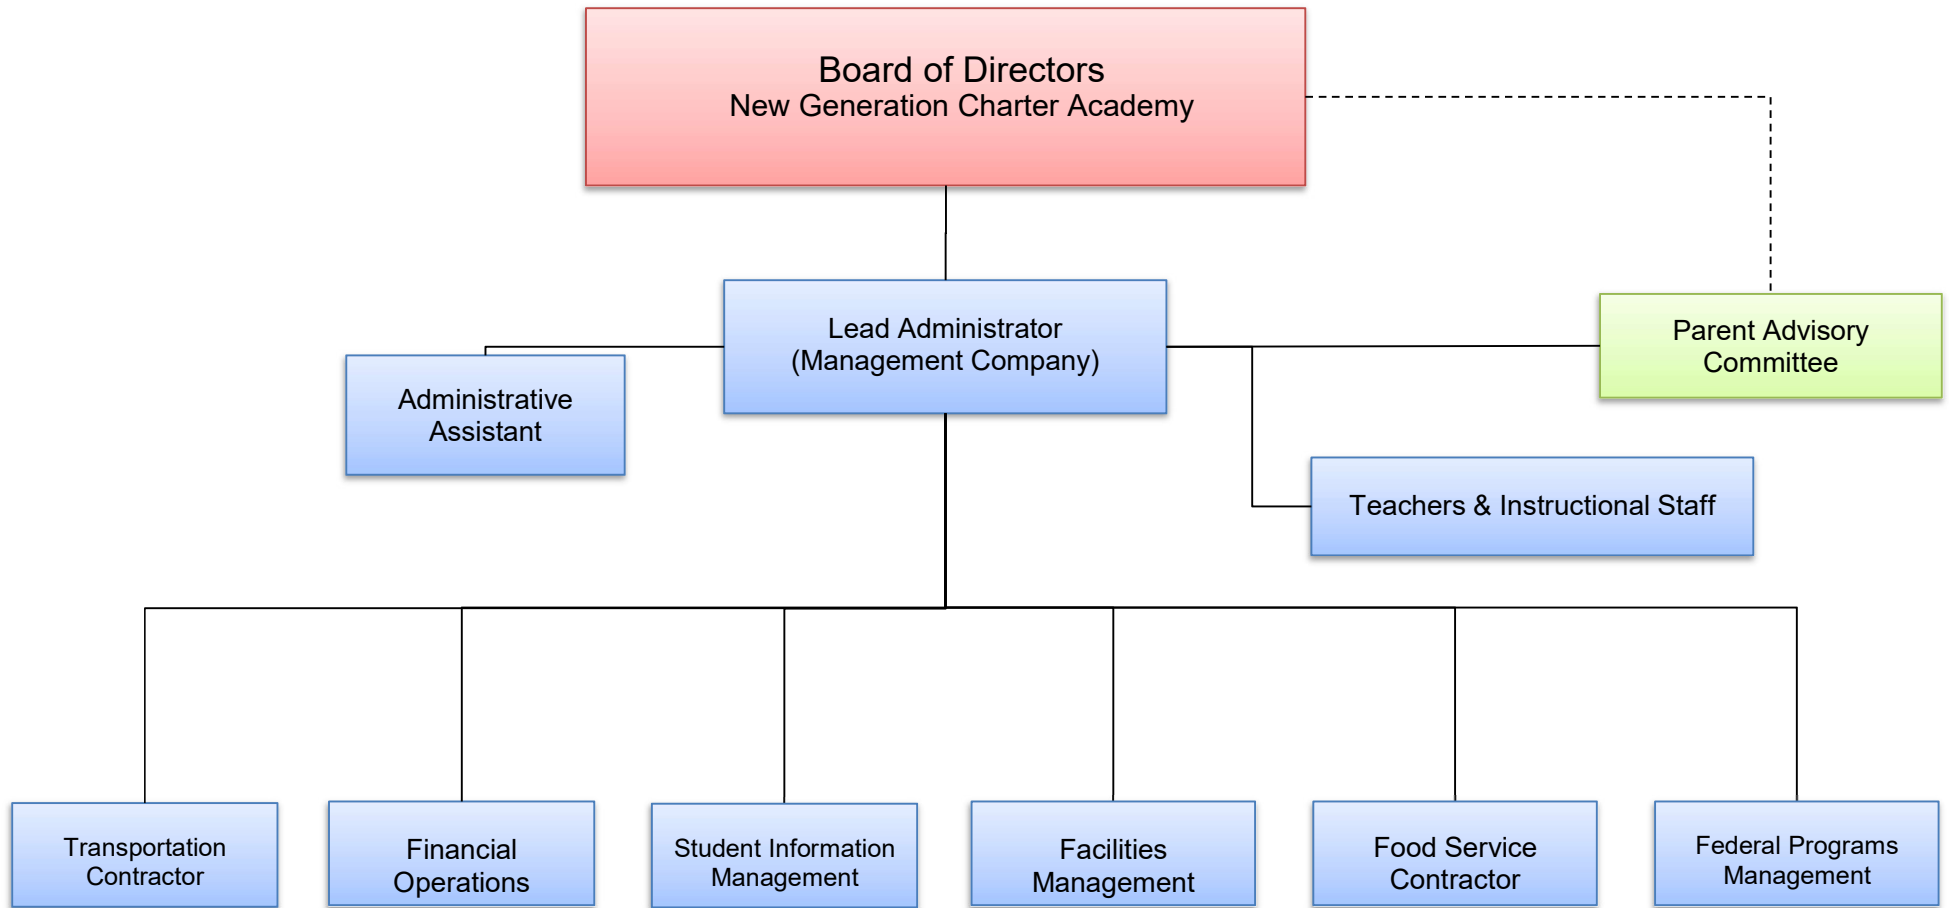 Board of Directors
New Generation Charter Academy
Lead Administrator
(Management Company)
Parent Advisory
Committee
Administrative
Assistant
Teachers & Instructional Staff
Transportation
Contractor
Financial
Operations
Student Information
Management
Facilities
Management
Food Service
Contractor
Federal Programs
Management